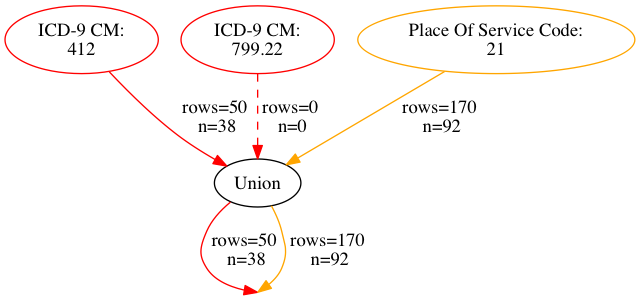 ICD-9 CM:
412
ICD-9 CM:
799.22
Place Of Service Code:
21
rows=50
n=38
rows=0
n=0
rows=170
n=92
Union
rows=50
n=38
rows=170
n=92